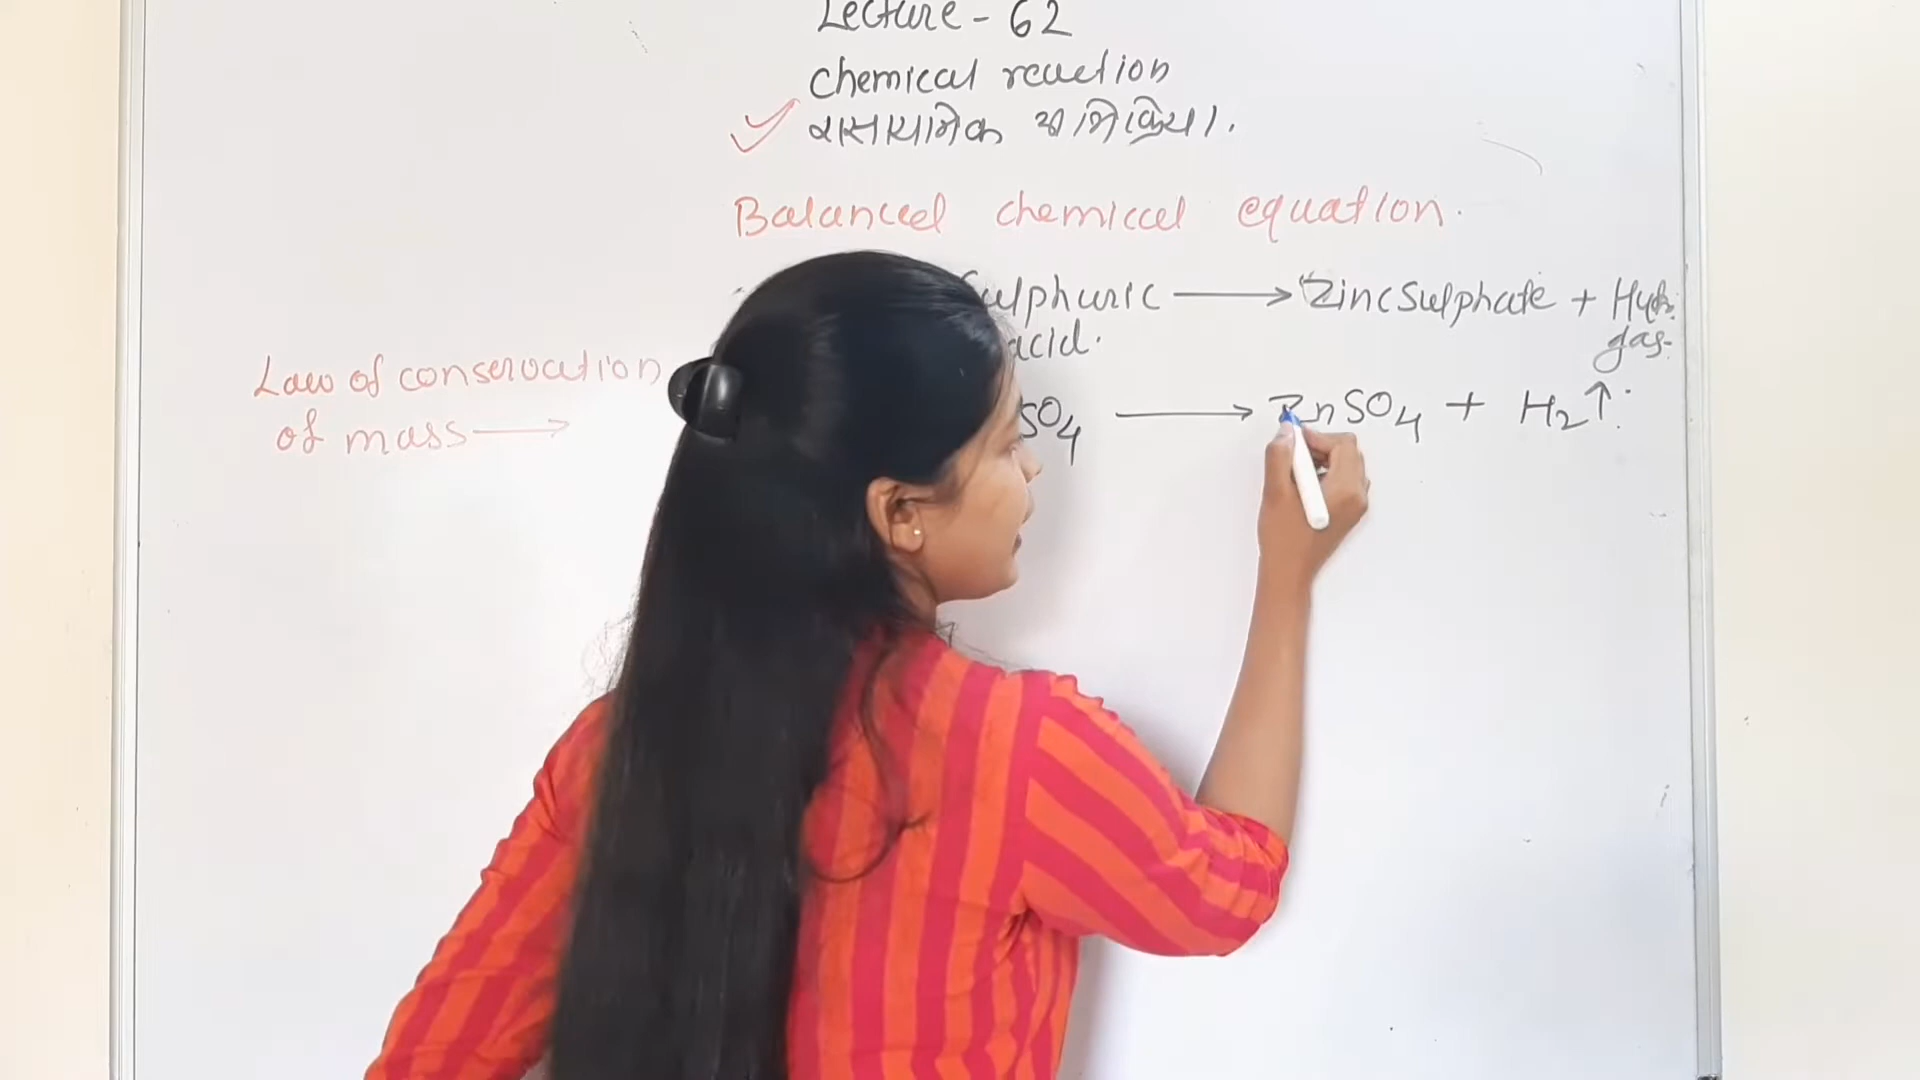 Lecture - 62
Chemical reaction
रासायनिक अभिक्रिया.
Balanced chemical equation.
Sulphuric ⟶ Zinc Sulphate + Hyd.
acid. gas.
Law of conservation
of mass ⟶
SO4 ⟶ ZnSO4 + H2↑